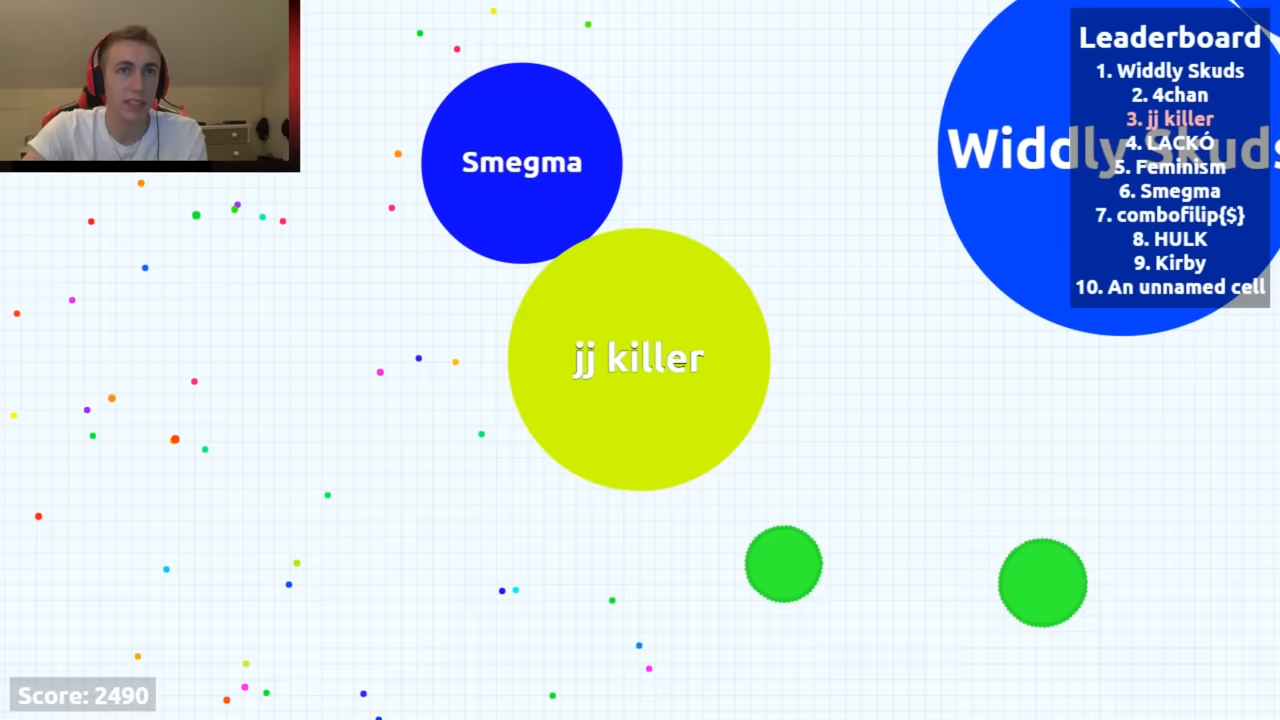 Smegma
jj killer
Widdly Skuds
Leaderboard
1. Widdly Skuds
2. 4chan
3. jj killer
4. LACKÓ
5. Feminism
6. Smegma
7. combofilip{$}
8. HULK
9. Kirby
10. An unnamed cell
Score: 2490